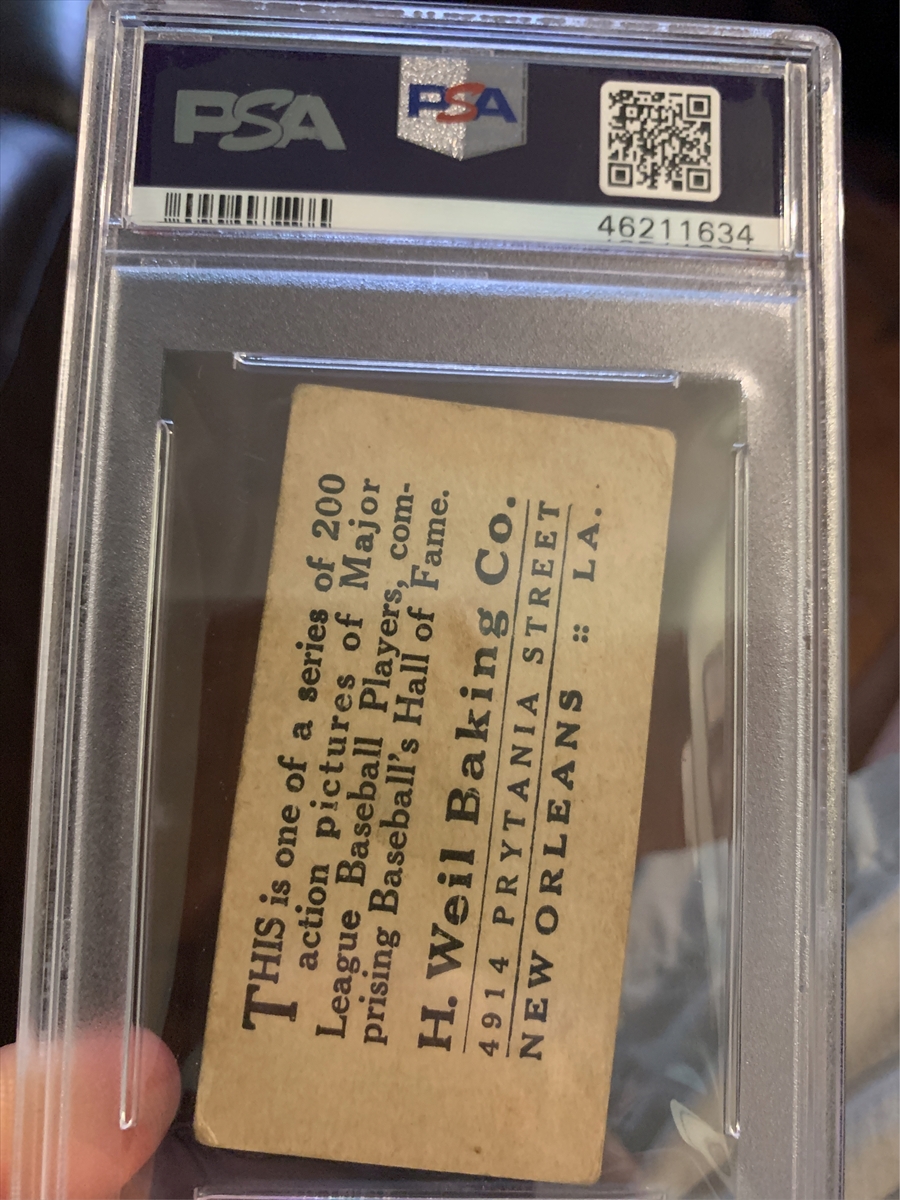 PSA
PSA
46211634
THIS is one of a series of 200
action pictures of Major
League Baseball Players, com-
prising Baseball's Hall of Fame.
H. Weil Baking Co.
4914 PRYTANIA STREET
NEW ORLEANS :: LA.